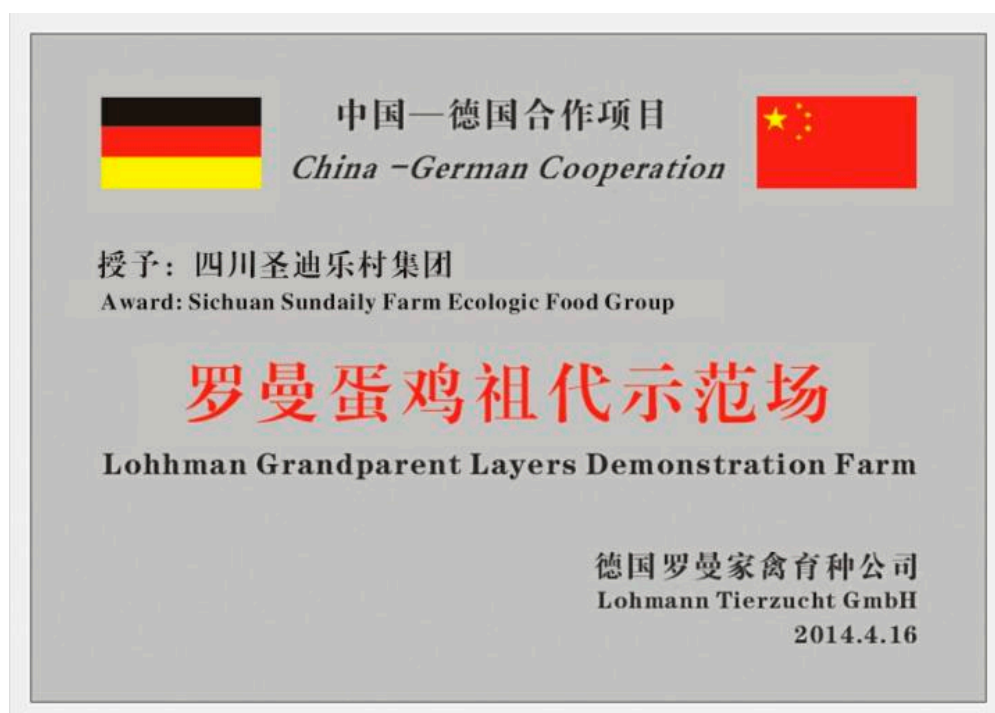 中国—德国合作项目
China -German Cooperation
授予：四川圣迪乐村集团
Award: Sichuan Sundaily Farm Ecologic Food Group
罗曼蛋鸡祖代示范场
Lohhman Grandparent Layers Demonstration Farm
德国罗曼家禽育种公司
Lohmann Tierzucht GmbH
2014.4.16